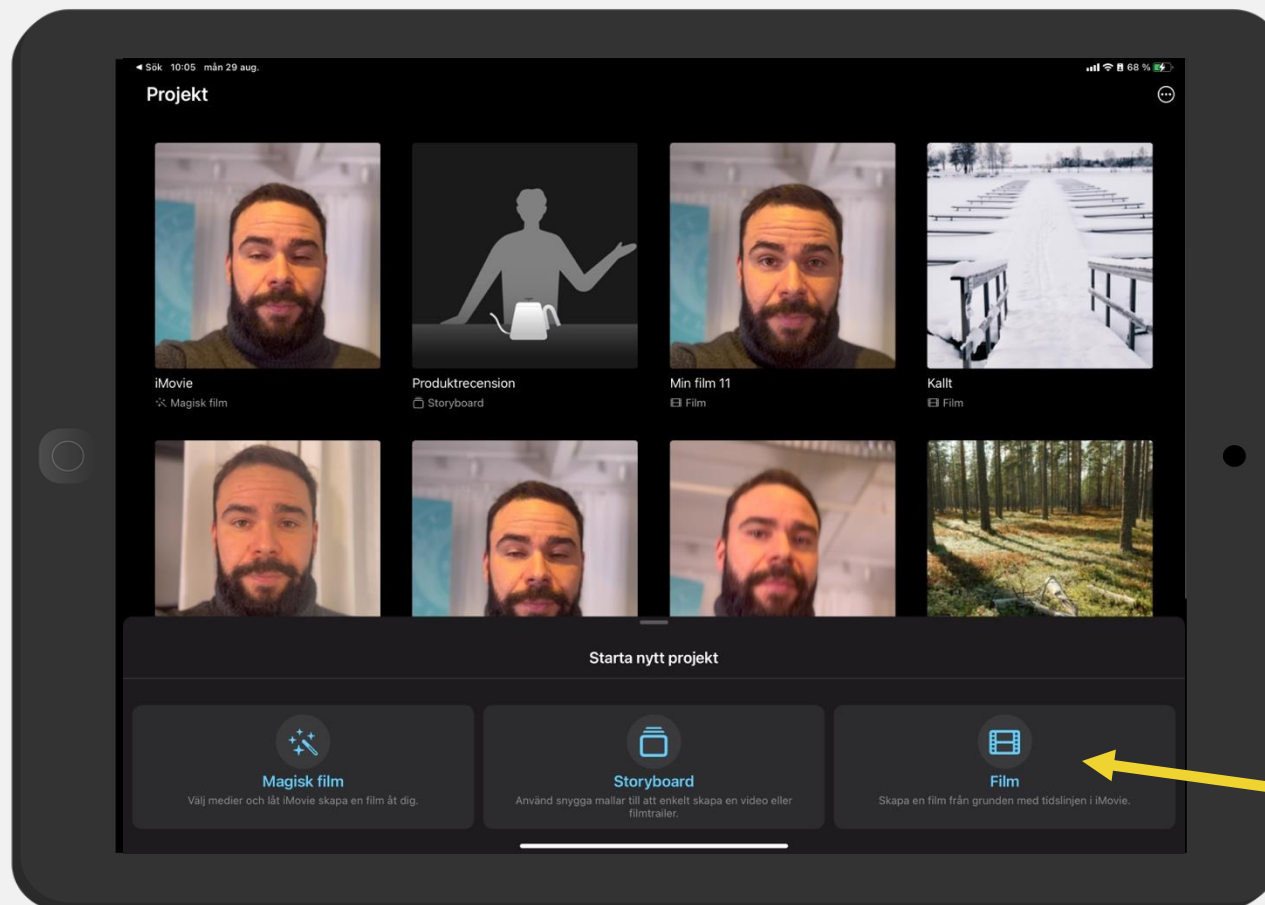 ◀ Sök 10:05 mån 29 aug. 68 %
Projekt
iMovie
Magisk film
Produktrecension
Storyboard
Min film 11
Film
Kallt
Film
Starta nytt projekt
Magisk film
Välj medier och låt iMovie skapa en film åt dig.
Storyboard
Använd snygga mallar till att enkelt skapa en video eller
filmtrailer.
Film
Skapa en film från grunden med tidslinjen i iMovie.